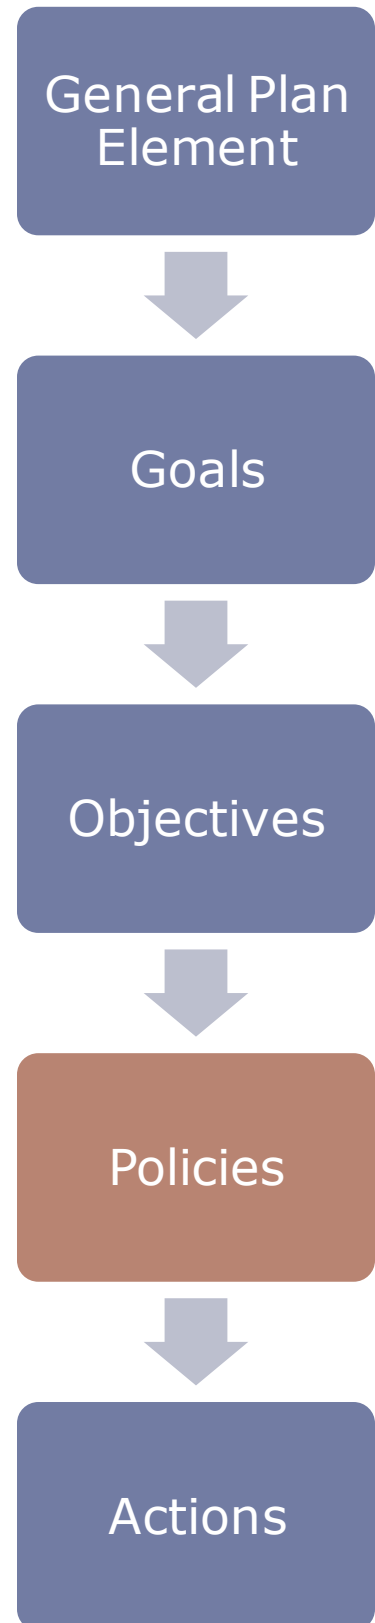 General Plan
Element
Goals
Objectives
Policies
Actions